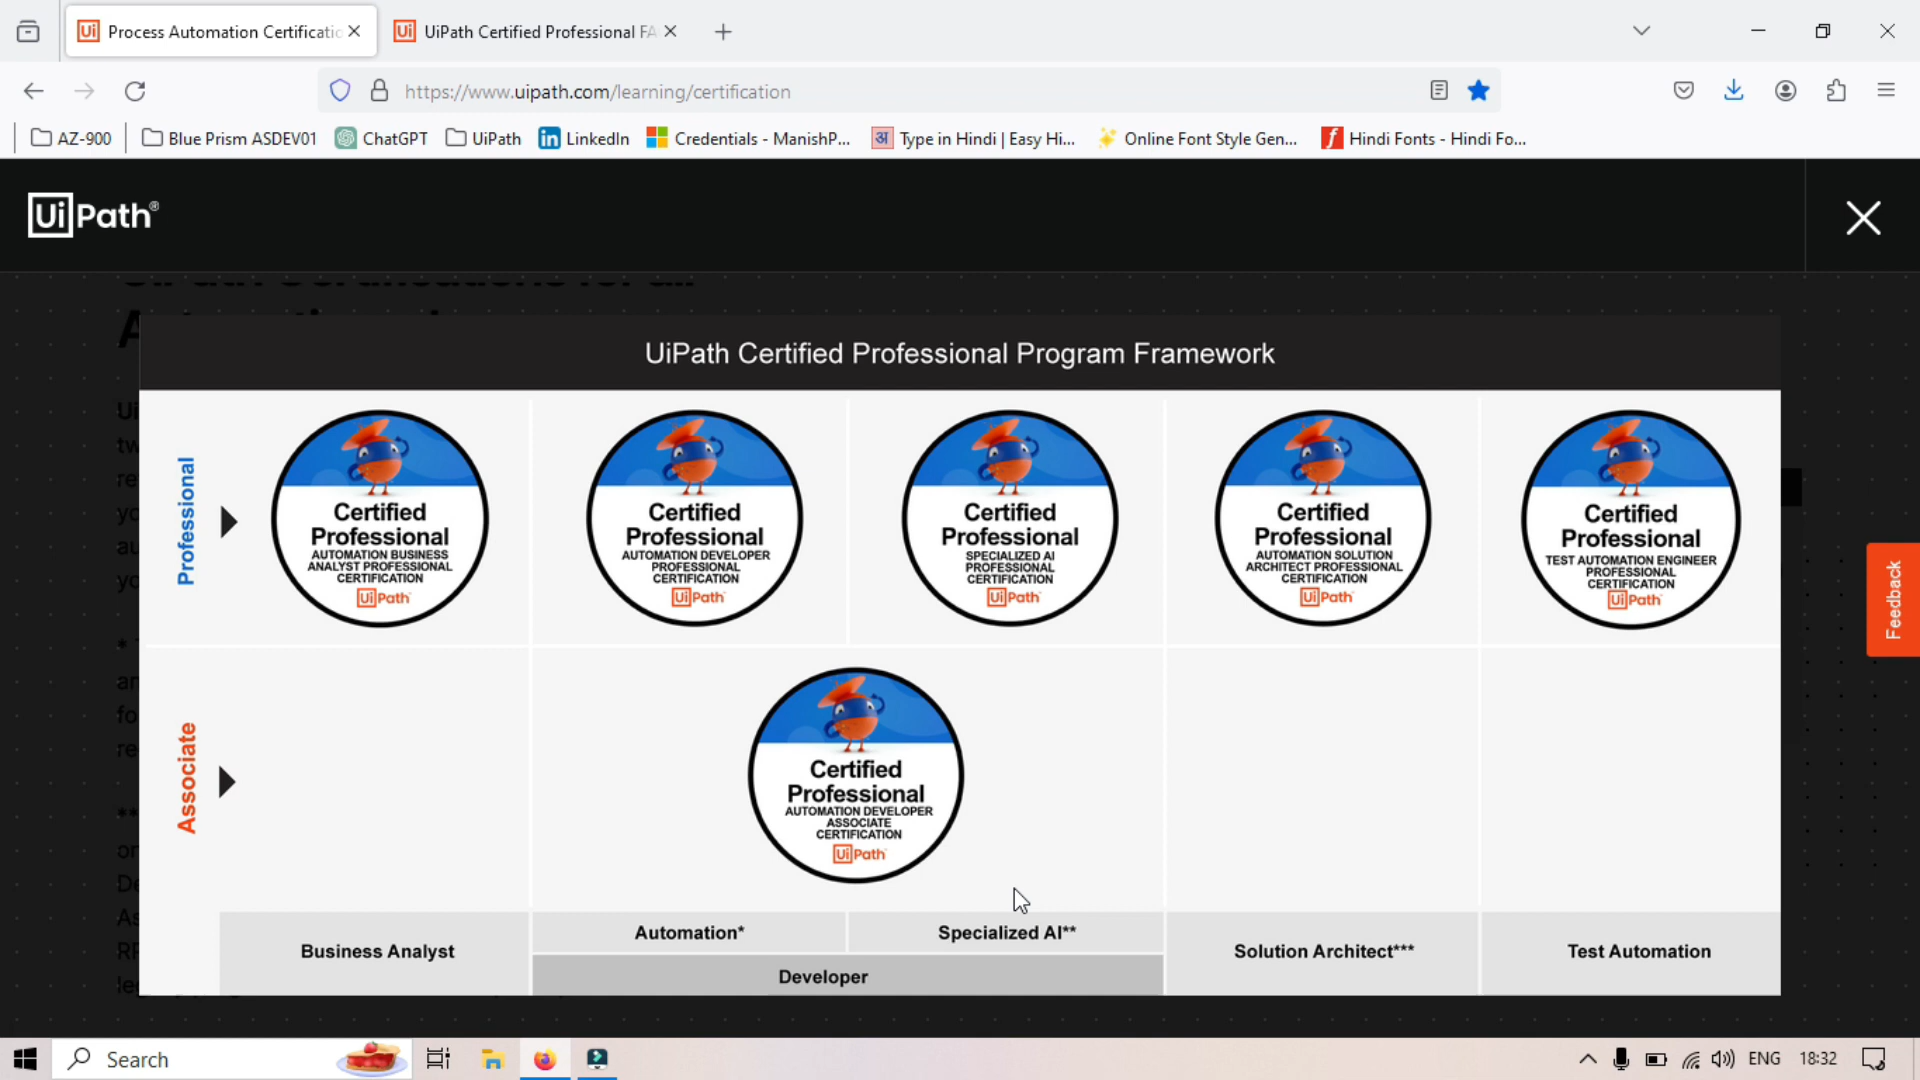 Process Automation Certificatio
UiPath Certified Professional FA
https://www.uipath.com/learning/certification
AZ-900
Blue Prism ASDEV01
ChatGPT
UiPath
LinkedIn
Credentials - ManishP...
Type in Hindi | Easy Hi...
Online Font Style Gen...
Hindi Fonts - Hindi Fo...
UiPath®
UiPath Certified Professional Program Framework
Professional
Certified
Professional
AUTOMATION BUSINESS
ANALYST PROFESSIONAL
CERTIFICATION
UiPath
Certified
Professional
AUTOMATION DEVELOPER
PROFESSIONAL
CERTIFICATION
UiPath
Certified
Professional
SPECIALIZED AI
PROFESSIONAL
CERTIFICATION
UiPath
Certified
Professional
AUTOMATION SOLUTION
ARCHITECT PROFESSIONAL
CERTIFICATION
UiPath
Certified
Professional
TEST AUTOMATION ENGINEER
PROFESSIONAL
CERTIFICATION
UiPath
Associate
Certified
Professional
AUTOMATION DEVELOPER
ASSOCIATE
CERTIFICATION
UiPath
Business Analyst
Automation*
Specialized AI**
Developer
Solution Architect***
Test Automation
Feedback
Search
ENG
18:32